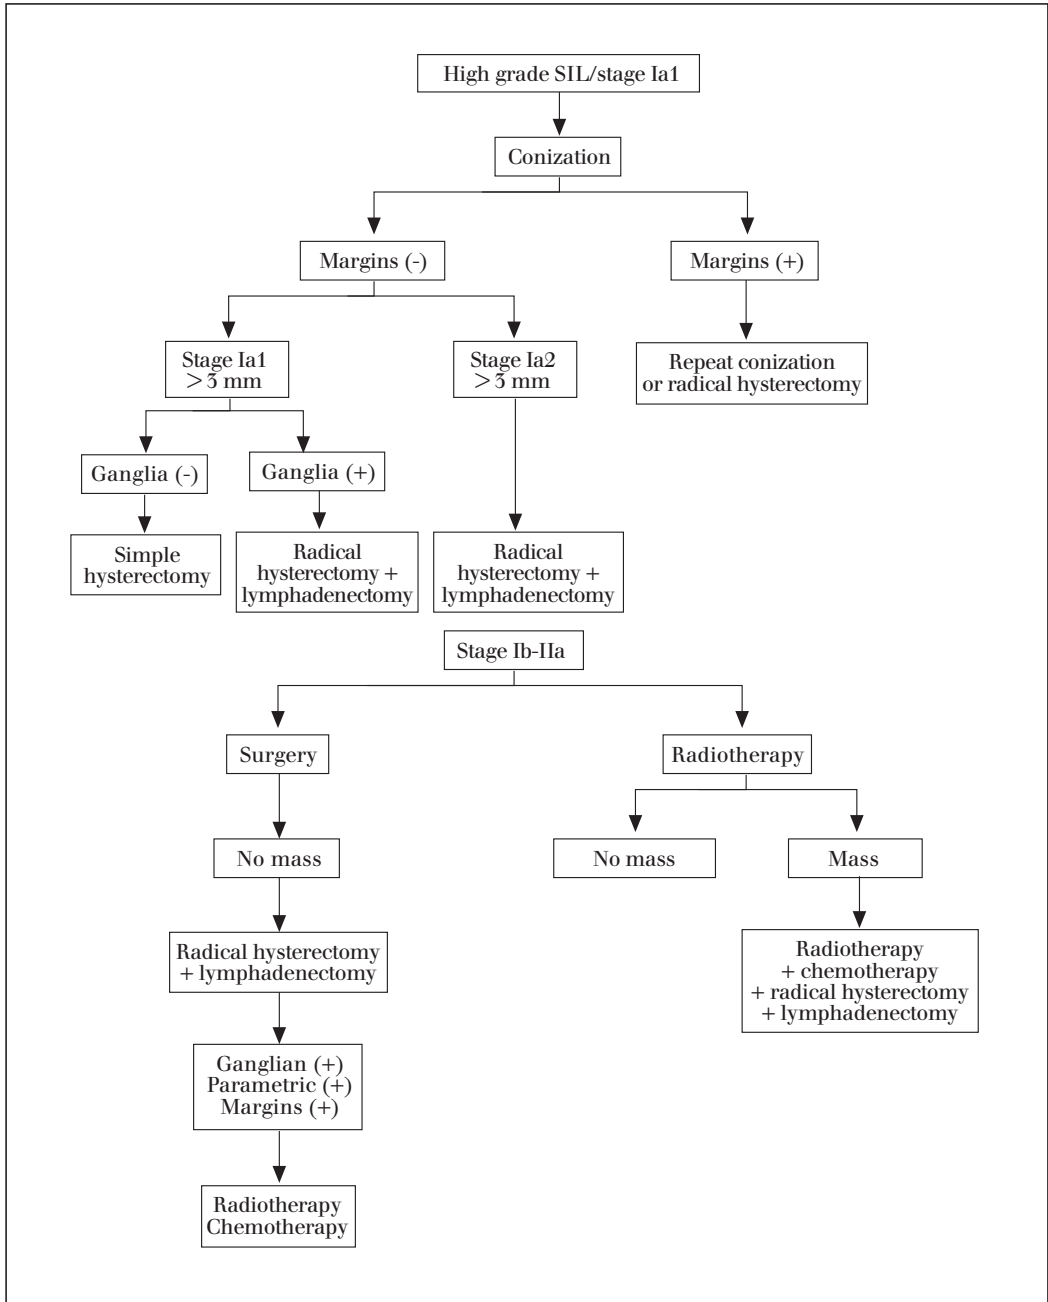 High grade SIL/stage Ia1
Conization
Margins (-)
Margins (+)
Stage Ia1
> 3 mm
Stage Ia2
> 3 mm
Repeat conization
or radical hysterectomy
Ganglia (-)
Ganglia (+)
Simple
hysterectomy
Radical
hysterectomy +
lymphadenectomy
Radical
hysterectomy +
lymphadenectomy
Stage Ib-IIa
Surgery
Radiotherapy
No mass
No mass
Mass
Radical hysterectomy
+ lymphadenectomy
Radiotherapy
+ chemotherapy
+ radical hysterectomy
+ lymphadenectomy
Ganglian (+)
Parametric (+)
Margins (+)
Radiotherapy
Chemotherapy